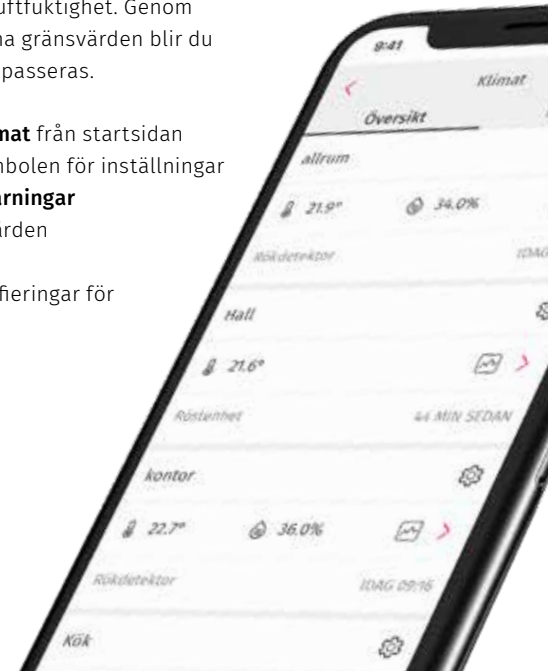 uftfuktighet. Genom
na gränsvärden blir du
passeras.
mat från startsidan
nbolen för inställningar
arningar
ärden
fieringar för
9:41
Klimat
Översikt
allrum
21.9° 34.0%
Rökdetektor IDAG
Hall
21.6°
Röstenhet 44 MIN SEDAN
kontor
22.7° 36.0%
Rökdetektor IDAG 09:16
Kök